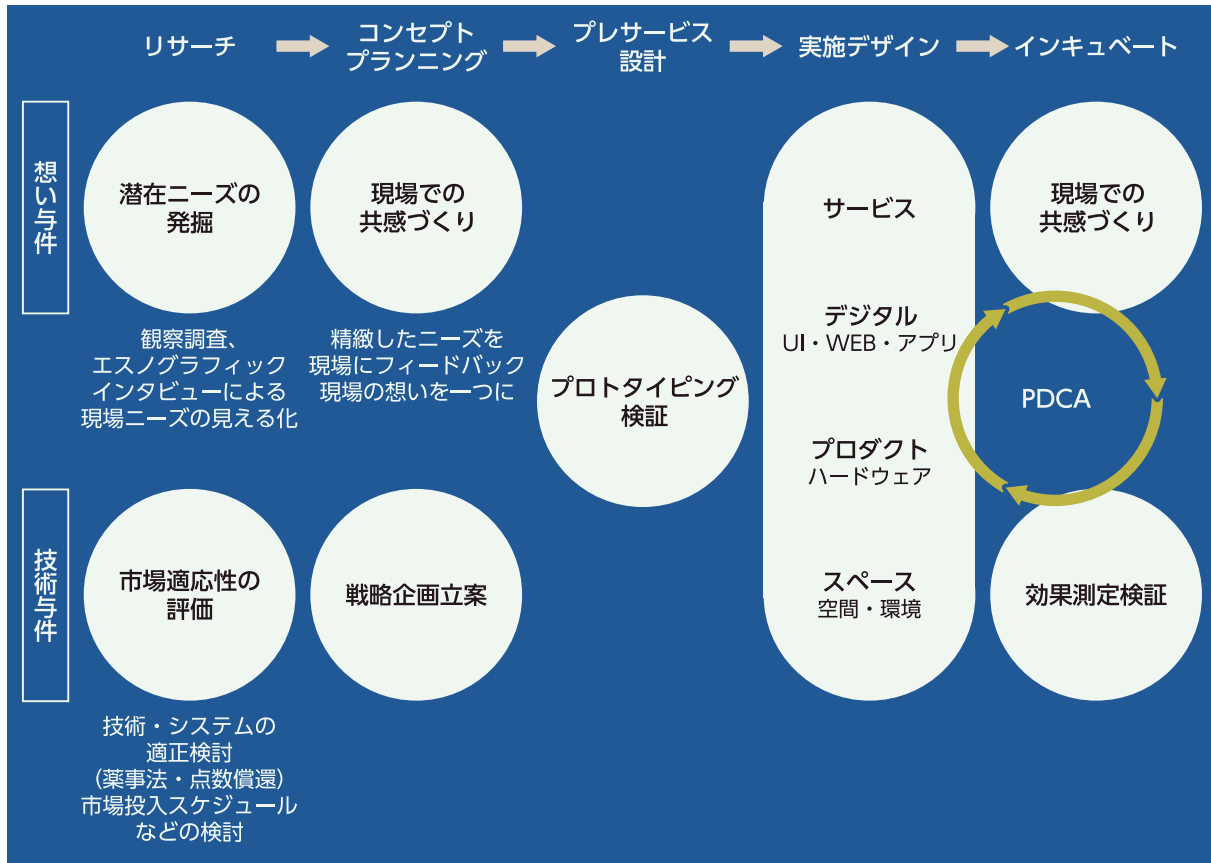 リサーチ
コンセプト
プランニング
プレサービス
設計
実施デザイン
インキュベート
想い与件
潜在ニーズの
発掘
観察調査、
エスノグラフィック
インタビューによる
現場ニーズの見える化
現場での
共感づくり
精緻したニーズを
現場にフィードバック
現場の想いを一つに
プロトタイピング
検証
サービス
デジタル
UI・WEB・アプリ
プロダクト
ハードウェア
スペース
空間・環境
現場での
共感づくり
PDCA
効果測定検証
技術与件
市場適応性の
評価
技術・システムの
適正検討
（薬事法・点数償還）
市場投入スケジュール
などの検討
戦略企画立案